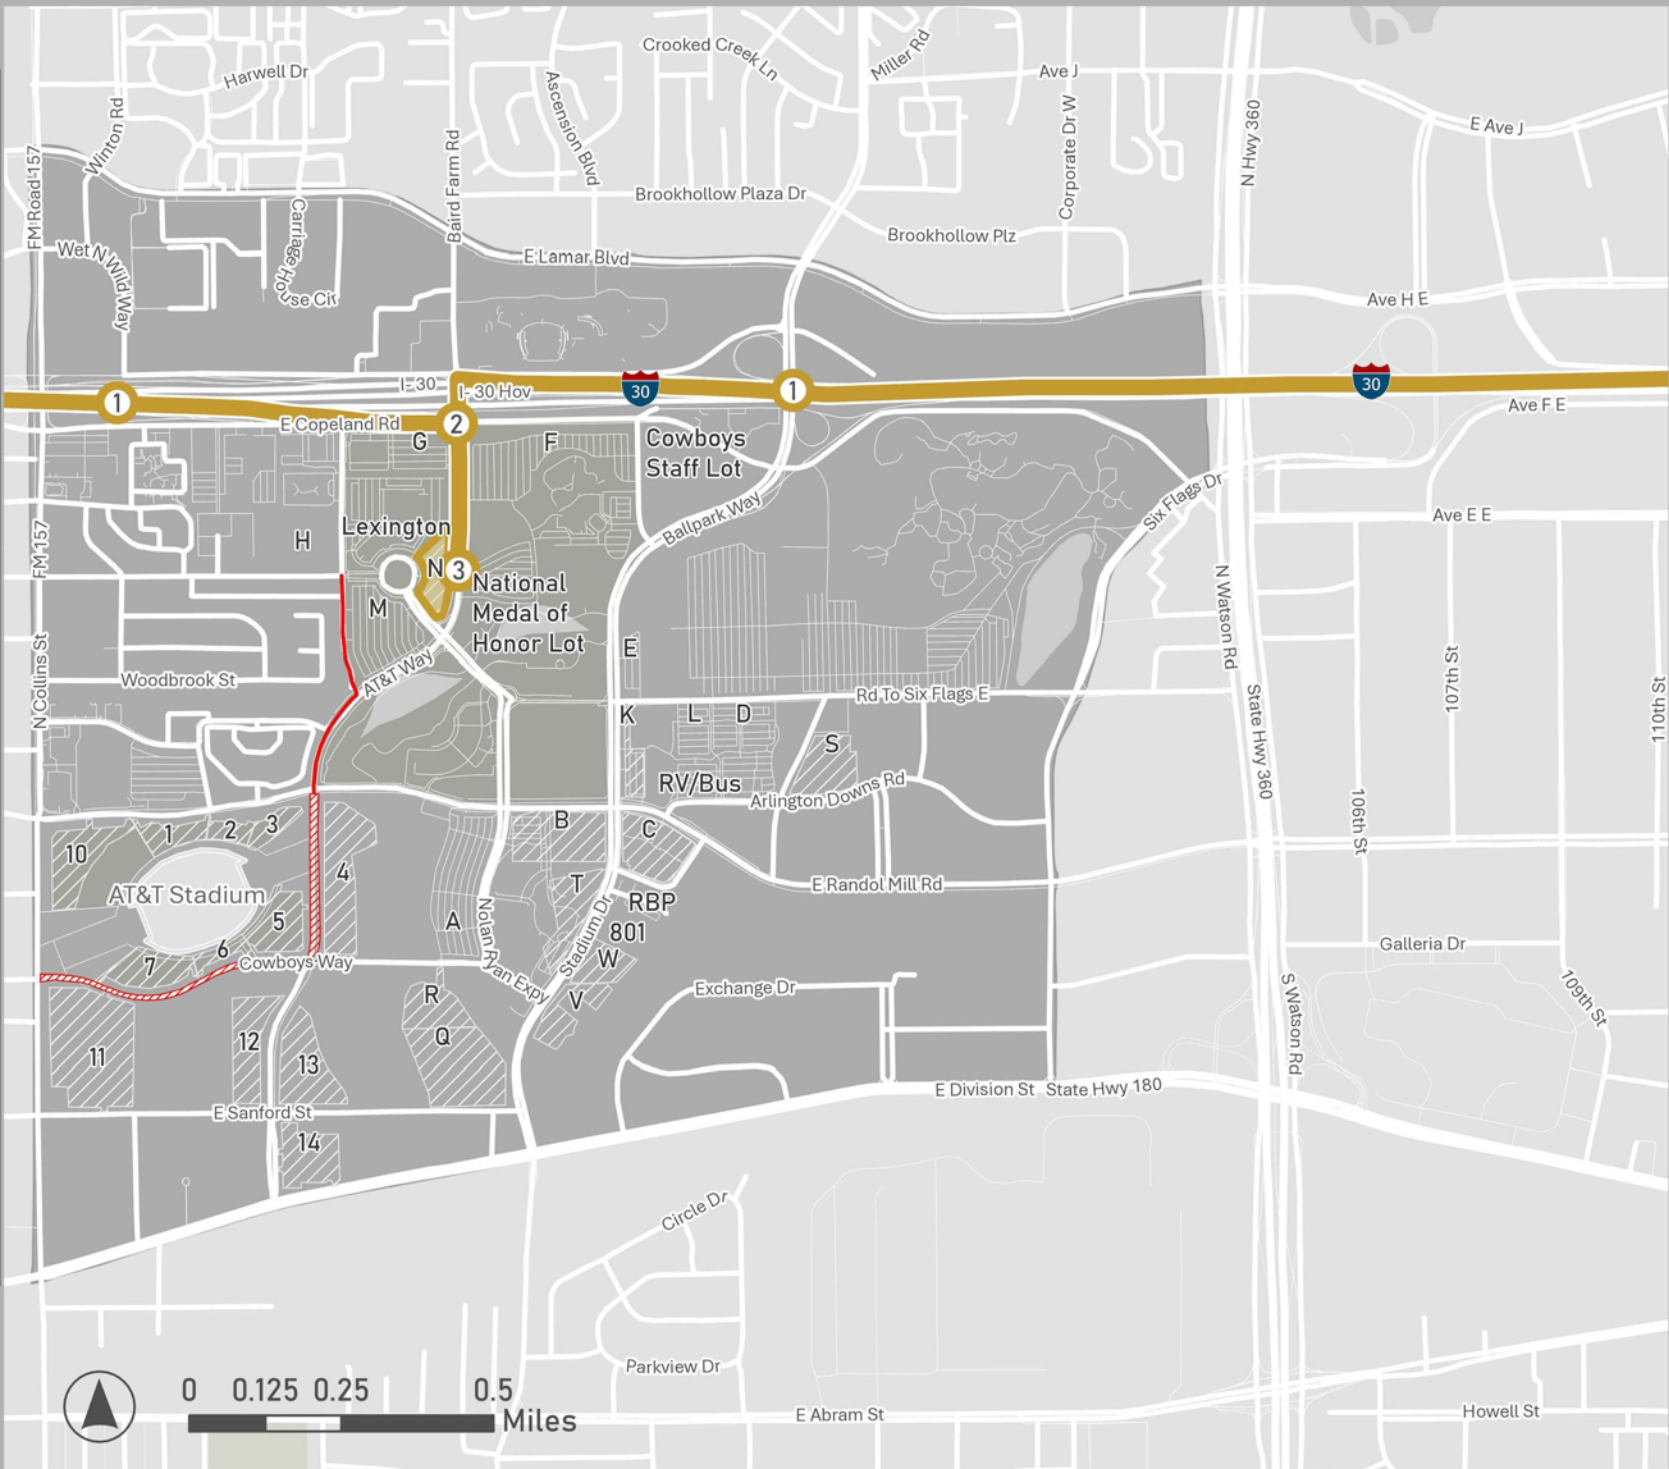 Crooked Creek Ln
Miller Rd
Harwell Dr
Ave J
Winton Rd
Ascension Blvd
Corporate Dr W
N Hwy 360
E Ave J
FM Road 157
Baird Farm Rd
Brookhollow Plaza Dr
Carriage House Cir
Brookhollow Plz
Wet N Wild Way
E Lamar Blvd
Ave H E
I-30
I-30 Hov
30
1
30
1
Ave F E
E Copeland Rd
2
G
F
Cowboys
Staff Lot
Six Flags Dr
Ballpark Way
Ave E E
Lexington
H
FM 157
N
3
National
Medal of
Honor Lot
M
N Watson Rd
E
N Collins St
Woodbrook St
AT&T Way
Rd To Six Flags E
107th St
110th St
K
L
D
S
State Hwy 360
RV/Bus
Arlington Downs Rd
106th St
1
2
3
B
C
10
4
AT&T Stadium
T
E Randol Mill Rd
RBP
5
A
Nolan Ryan Expy
Stadium Dr
801
6
7
Cowboys Way
W
Galleria Dr
R
V
Exchange Dr
109th St
S Watson Rd
Q
11
12
13
E Division St
State Hwy 180
E Sanford St
14
Circle Dr
Parkview Dr
0 0.125 0.25 0.5
Miles
E Abram St
Howell St